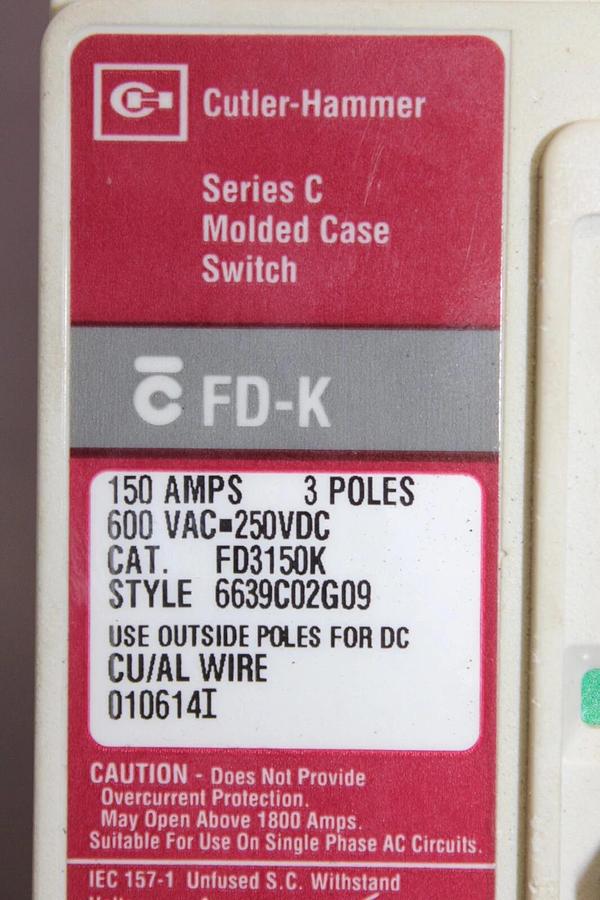 Cutler-Hammer
Series C
Molded Case
Switch
FD-K
150 AMPS 3 POLES
600 VAC▪250VDC
CAT. FD3150K
STYLE 6639C02G09
USE OUTSIDE POLES FOR DC
CU/AL WIRE
010614I
CAUTION - Does Not Provide
Overcurrent Protection.
May Open Above 1800 Amps.
Suitable For Use On Single Phase AC Circuits.
IEC 157-1 Unfused S.C. Withstand